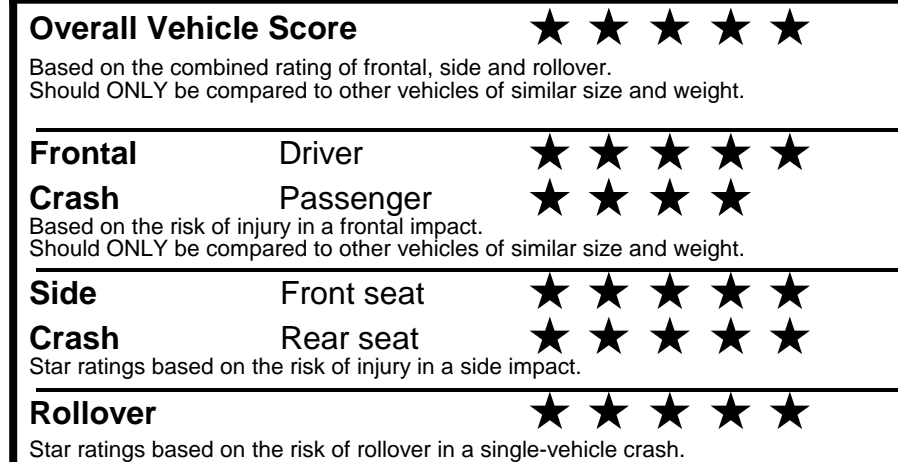 Overall Vehicle Score ★ ★ ★ ★ ★
Based on the combined rating of frontal, side and rollover.
Should ONLY be compared to other vehicles of similar size and weight.
Frontal Driver ★ ★ ★ ★ ★
Crash Passenger ★ ★ ★ ★
Based on the risk of injury in a frontal impact.
Should ONLY be compared to other vehicles of similar size and weight.
Side Front seat ★ ★ ★ ★ ★
Crash Rear seat ★ ★ ★ ★ ★
Star ratings based on the risk of injury in a side impact.
Rollover ★ ★ ★ ★ ★
Star ratings based on the risk of rollover in a single-vehicle crash.